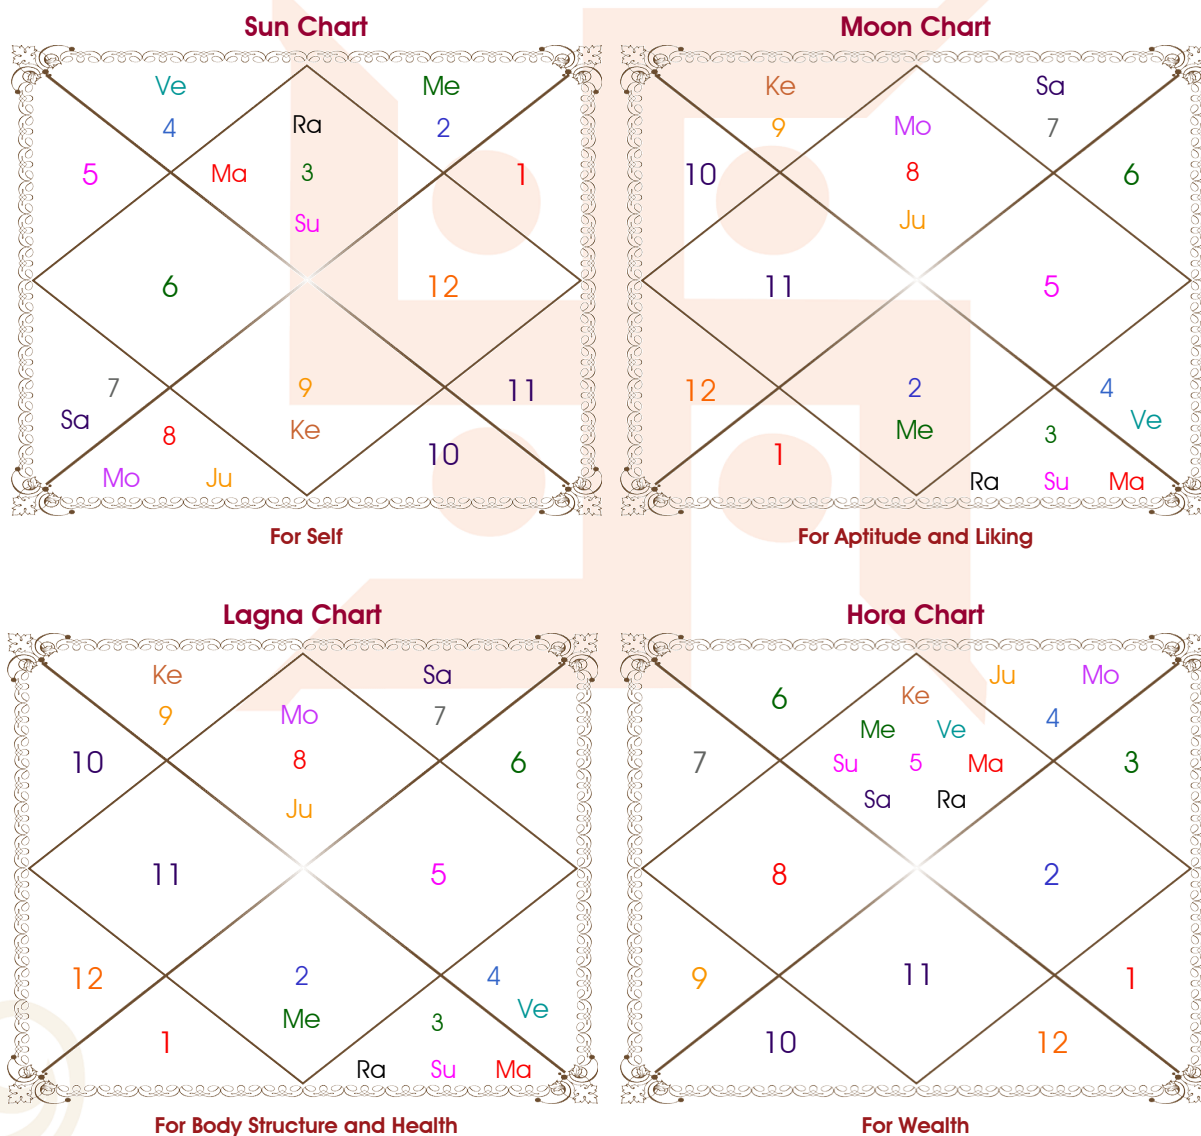 Sun Chart
Ve
Me
4
Ra
2
5
Ma
3
1
Su
6
12
7
9
11
Sa
8
Ke
10
Mo
Ju
For Self
Moon Chart
Ke
Sa
9
Mo
7
10
8
6
Ju
11
5
12
2
4
1
Me
3
Ve
Ra
Su
Ma
For Aptitude and Liking
Lagna Chart
Ke
Sa
9
Mo
7
10
8
6
Ju
11
5
12
2
4
1
Me
3
Ve
Ra
Su
Ma
For Body Structure and Health
Hora Chart
Ju
Mo
6
Ke
4
Me
Ve
7
Su
5
Ma
3
Sa
Ra
8
2
9
11
1
10
12
For Wealth